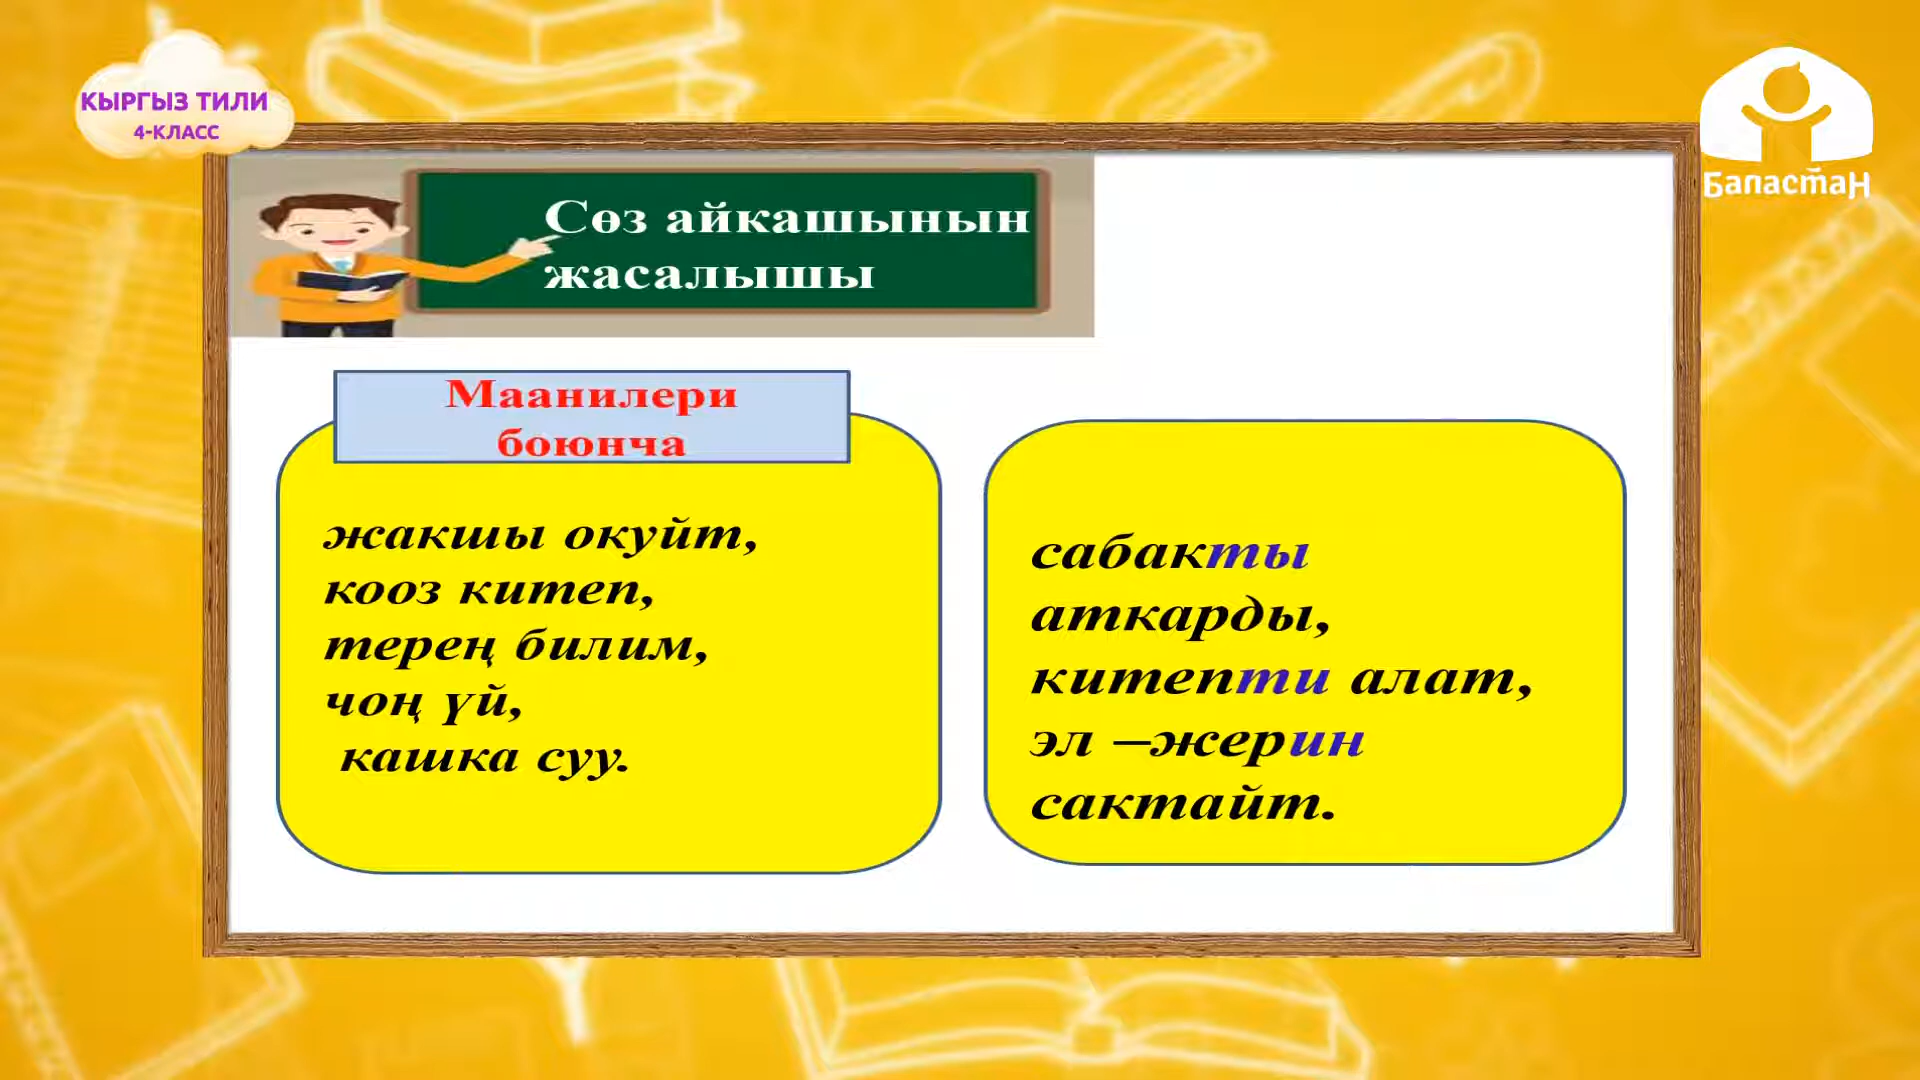 КЫРГЫЗ ТИЛИ
4-КЛАСС
Баластан
Сөз айкашынын
жасалышы
Маанилери
боюнча
жакшы окуйт,
кооз китеп,
терең билим,
чоң үй,
кашка суу.
сабакты
аткарды,
китепти алат,
эл –жерин
сактайт.